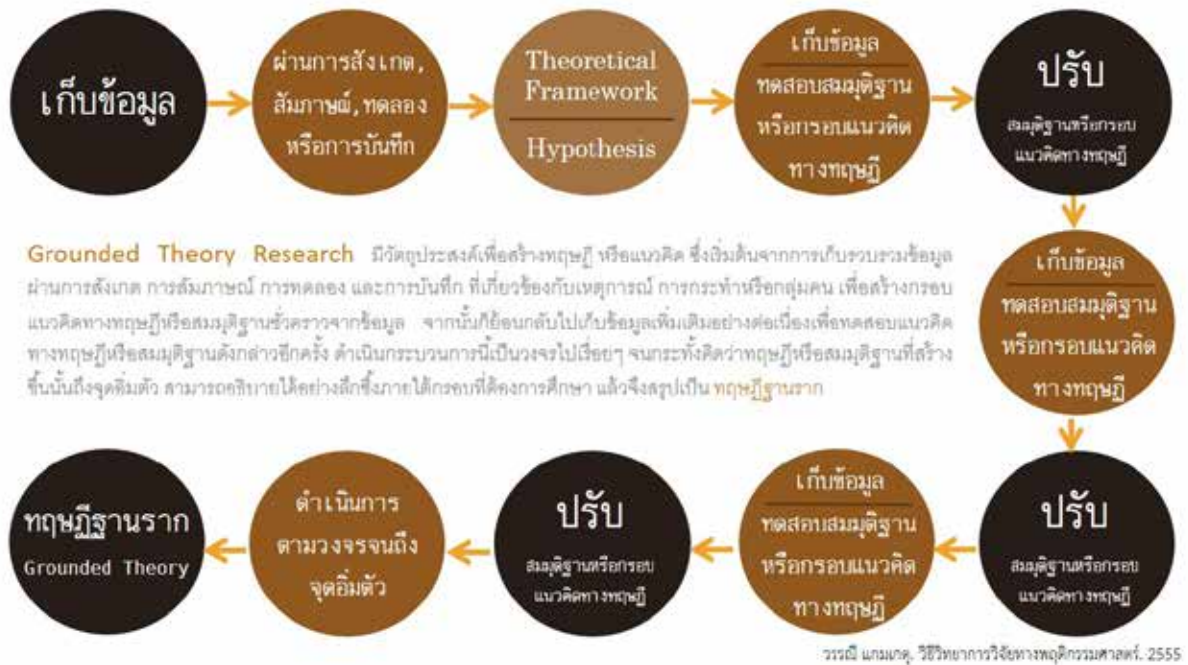 เก็บข้อมูล
ผ่านการสังเกต,
สัมภาษณ์,ทดลอง
หรือการบันทึก
Theoretical
Framework
Hypothesis
เก็บข้อมูล
ทดสอบสมมุติฐาน
หรือกรอบแนวคิด
ทางทฤษฎี
ปรับ
สมมุติฐานหรือกรอบ
แนวคิดทางทฤษฎี
Grounded Theory Research มีวัตถุประสงค์เพื่อสร้างทฤษฎี หรือแนวคิด ซึ่งเริ่มต้นจากการเก็บรวบรวมข้อมูล
ผ่านการสังเกต การสัมภาษณ์ การทดลอง และการบันทึก ที่เกี่ยวข้องกับเหตุการณ์ การกระทำหรือกลุ่มคน เพื่อสร้างกรอบ
แนวคิดทางทฤษฎีหรือสมมุติฐานชั่วคราวจากข้อมูล จากนั้นก็ย้อนกลับไปเก็บข้อมูลเพิ่มเติมอย่างต่อเนื่องเพื่อทดสอบแนวคิด
ทางทฤษฎีหรือสมมุติฐานดังกล่าวอีกครั้ง ดำเนินกระบวนการนี้เป็นวงจรไปเรื่อยๆ จนกระทั่งคิดว่าทฤษฎีหรือสมมุติฐานที่สร้าง
ขึ้นนั้นถึงจุดอิ่มตัว สามารถอธิบายได้อย่างลึกซึ้งภายใต้กรอบที่ต้องการศึกษา แล้วจึงสรุปเป็น ทฤษฎีฐานราก
เก็บข้อมูล
ทดสอบสมมุติฐาน
หรือกรอบแนวคิด
ทางทฤษฎี
ปรับ
สมมุติฐานหรือกรอบ
แนวคิดทางทฤษฎี
เก็บข้อมูล
ทดสอบสมมุติฐาน
หรือกรอบแนวคิด
ทางทฤษฎี
ปรับ
สมมุติฐานหรือกรอบ
แนวคิดทางทฤษฎี
ดำเนินการ
ตามวงจรจนถึง
จุดอิ่มตัว
ทฤษฎีฐานราก
Grounded Theory
วรรณี แกมเกตุ, วิธีวิทยาการวิจัยทางพฤติกรรมศาสตร์. 2555